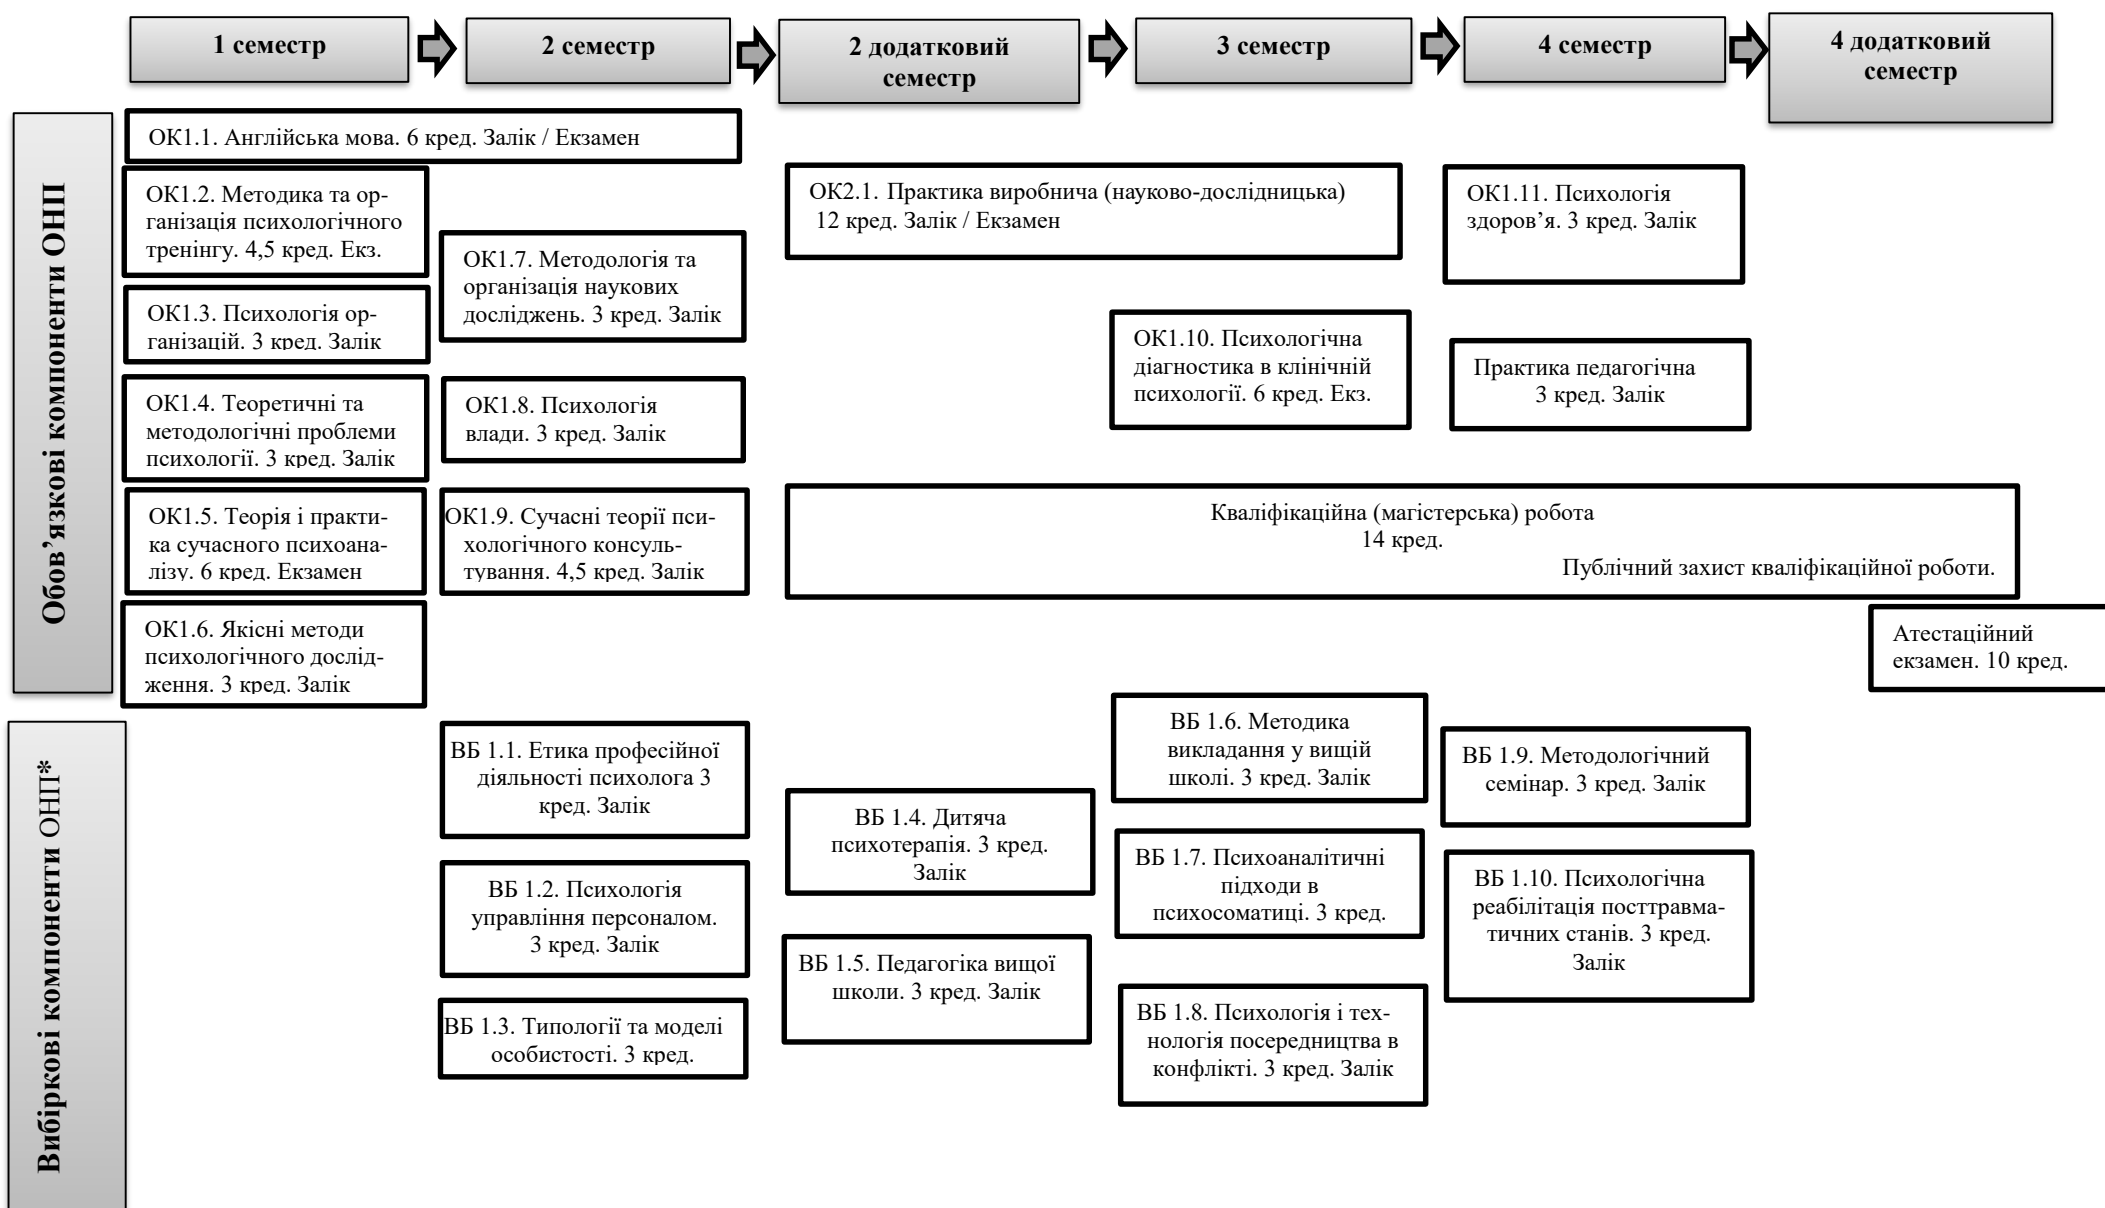 1 семестр
2 семестр
2 додатковий
семестр
3 семестр
4 семестр
4 додатковий
семестр
Обов’язкові компоненти ОНП
ОК1.1. Англійська мова. 6 кред. Залік / Екзамен
ОК1.2. Методика та ор-
ганізація психологічного
тренінгу. 4,5 кред. Екз.
ОК1.3. Психологія ор-
ганізацій. 3 кред. Залік
ОК1.4. Теоретичні та
методологічні проблеми
психології. 3 кред. Залік
ОК1.5. Теорія і практи-
ка сучасного психоана-
лізу. 6 кред. Екзамен
ОК1.6. Якісні методи
психологічного дослід-
ження. 3 кред. Залік
ОК1.7. Методологія та
організація наукових
досліджень. 3 кред. Залік
ОК1.8. Психологія
влади. 3 кред. Залік
ОК1.9. Сучасні теорії пси-
хологічного консуль-
тування. 4,5 кред. Залік
ОК2.1. Практика виробнича (науково-дослідницька)
12 кред. Залік / Екзамен
ОК1.10. Психологічна
діагностика в клінічній
психології. 6 кред. Екз.
ОК1.11. Психологія
здоров’я. 3 кред. Залік
Практика педагогічна
3 кред. Залік
Кваліфікаційна (магістерська) робота
14 кред.
Публічний захист кваліфікаційної роботи.
Атестаційний
екзамен. 10 кред.
Вибіркові компоненти ОНП*
ВБ 1.1. Етика професійної
діяльності психолога 3
кред. Залік
ВБ 1.2. Психологія
управління персоналом.
3 кред. Залік
ВБ 1.3. Типології та моделі
особистості. 3 кред.
ВБ 1.4. Дитяча
психотерапія. 3 кред.
Залік
ВБ 1.5. Педагогіка вищої
школи. 3 кред. Залік
ВБ 1.6. Методика
викладання у вищій
школі. 3 кред. Залік
ВБ 1.7. Психоаналітичні
підходи в
психосоматиці. 3 кред.
ВБ 1.8. Психологія і тех-
нологія посередництва в
конфлікті. 3 кред. Залік
ВБ 1.9. Методологічний
семінар. 3 кред. Залік
ВБ 1.10. Психологічна
реабілітація посттравма-
тичних станів. 3 кред.
Залік